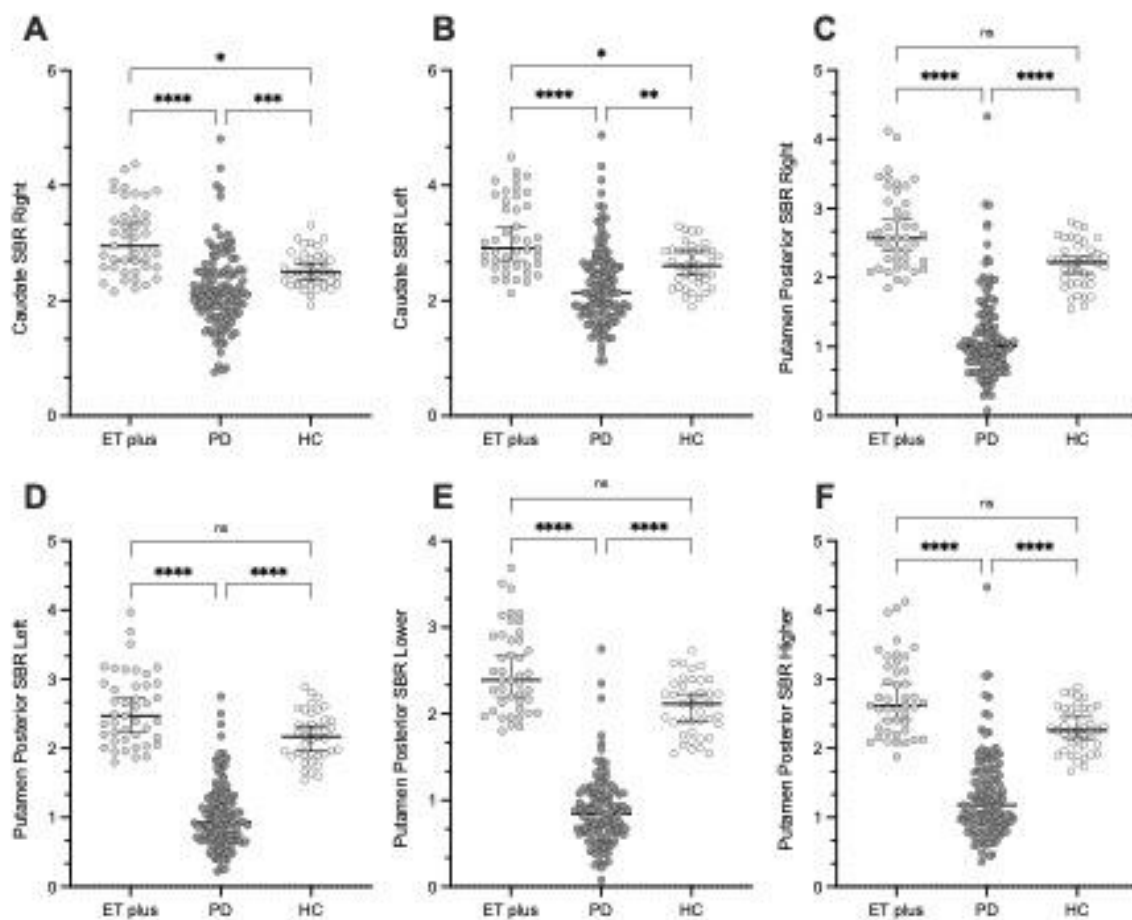 A
*
**** ***
6
4
2
0
Caudate SBR Right
ET plus PD HC
B
*
**** **
6
4
2
0
Caudate SBR Left
ET plus PD HC
C
ns
**** ****
5
4
3
2
1
0
Putamen Posterior SBR Right
ET plus PD HC
D
ns
**** ****
5
4
3
2
1
0
Putamen Posterior SBR Left
ET plus PD HC
E
ns
**** ****
4
3
2
1
0
Putamen Posterior SBR Lower
ET plus PD HC
F
ns
**** ****
5
4
3
2
1
0
Putamen Posterior SBR Higher
ET plus PD HC